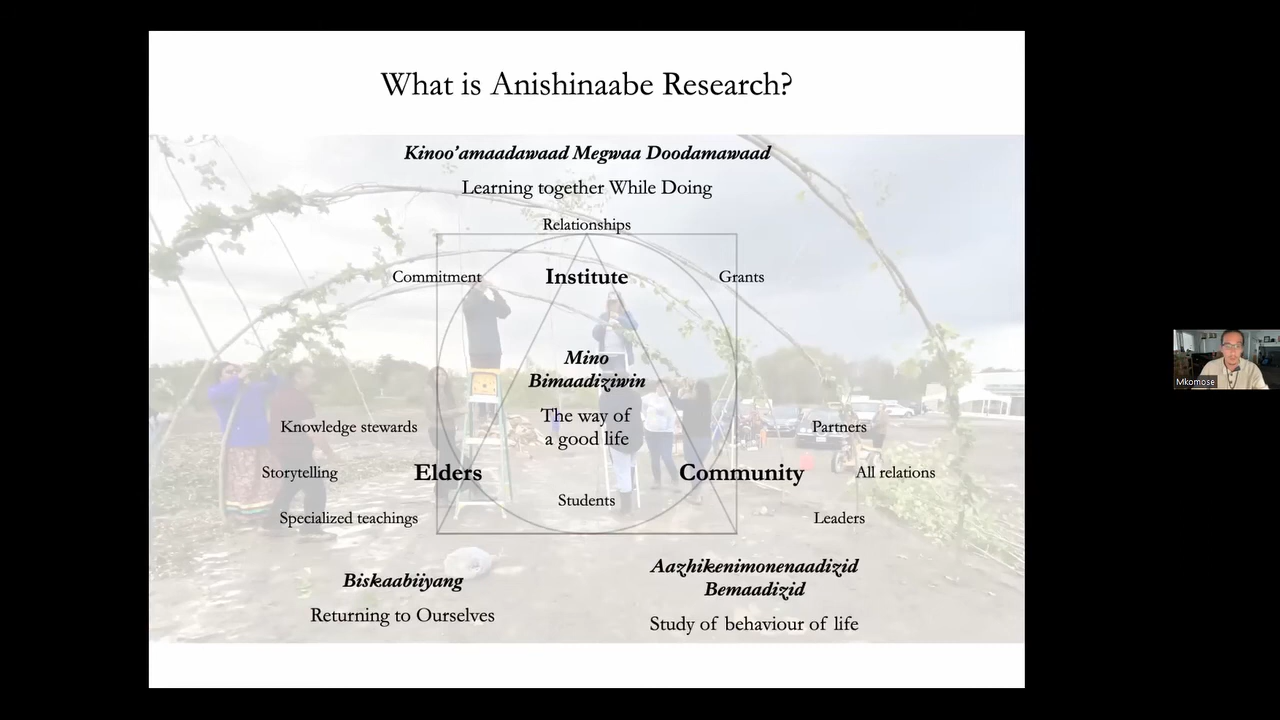 What is Anishinaabe Research?
Kinoo'amaadawaad Megwaa Doodamawaad
Learning together While Doing
Relationships
Commitment
Institute
Grants
Mino
Bimaadiziwin
The way of
a good life
Knowledge stewards
Partners
Storytelling
Elders
Community
All relations
Students
Specialized teachings
Leaders
Biskaabiiyang
Returning to Ourselves
Aazhikenimonenaadizid
Bemaadizid
Study of behaviour of life
Mkomose